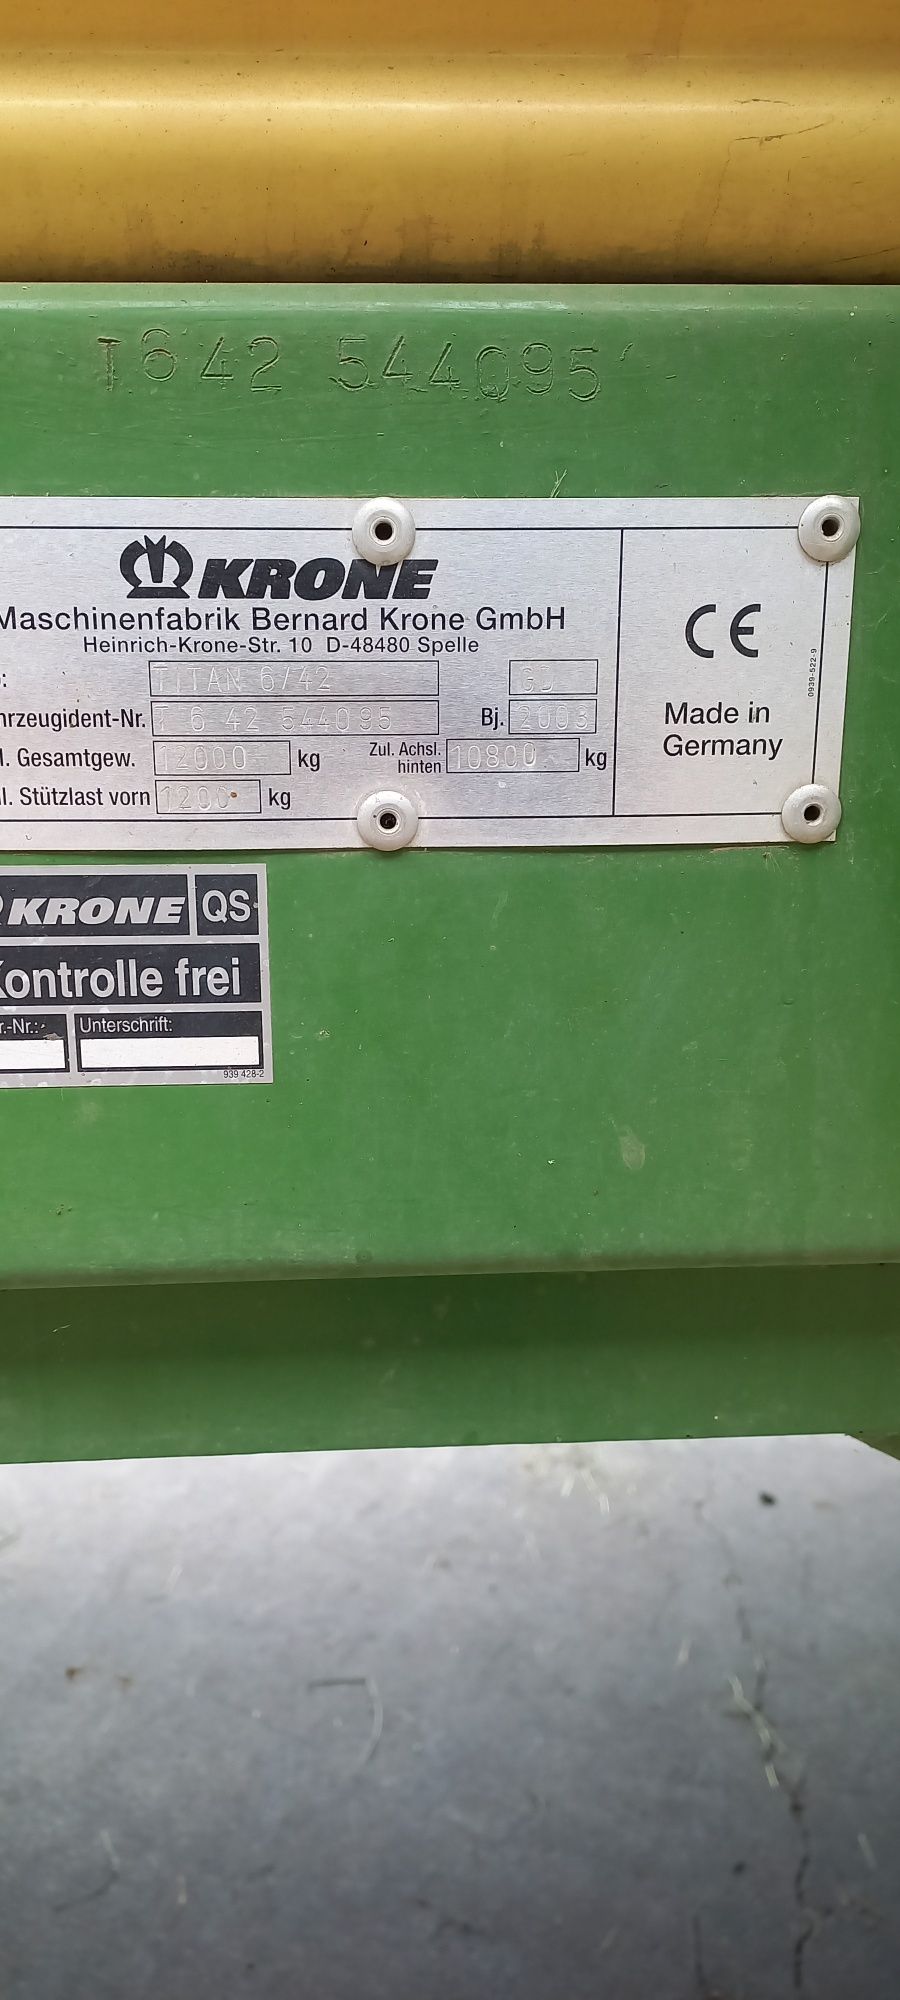 T642 544095
KRONE
Maschinenfabrik Bernard Krone GmbH
Heinrich-Krone-Str. 10 D-48480 Spelle
TITAN 6/42 GD
hrzeugident-Nr. T 6 42 544095 Bj. 2003
l. Gesamtgew. 12000 kg Zul. Achsl. hinten 10800 kg
l. Stützlast vorn 1200 kg
CE
Made in
Germany
0939-522-9
KRONE QS
Kontrolle frei
r.-Nr.: Unterschrift:
939 428-2